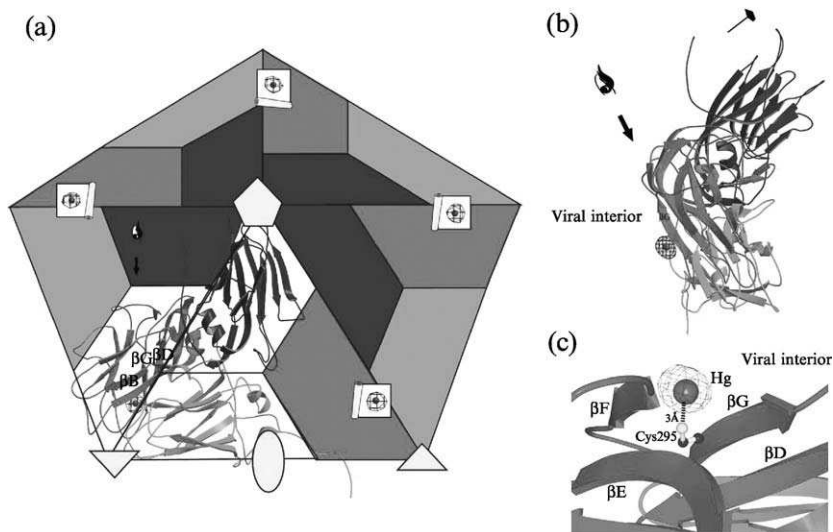 (a)
βG
βD
βB
(b)
Viral interior
(c)
Hg
Viral interior
βF
βG
3Å
Cys295
βD
βE